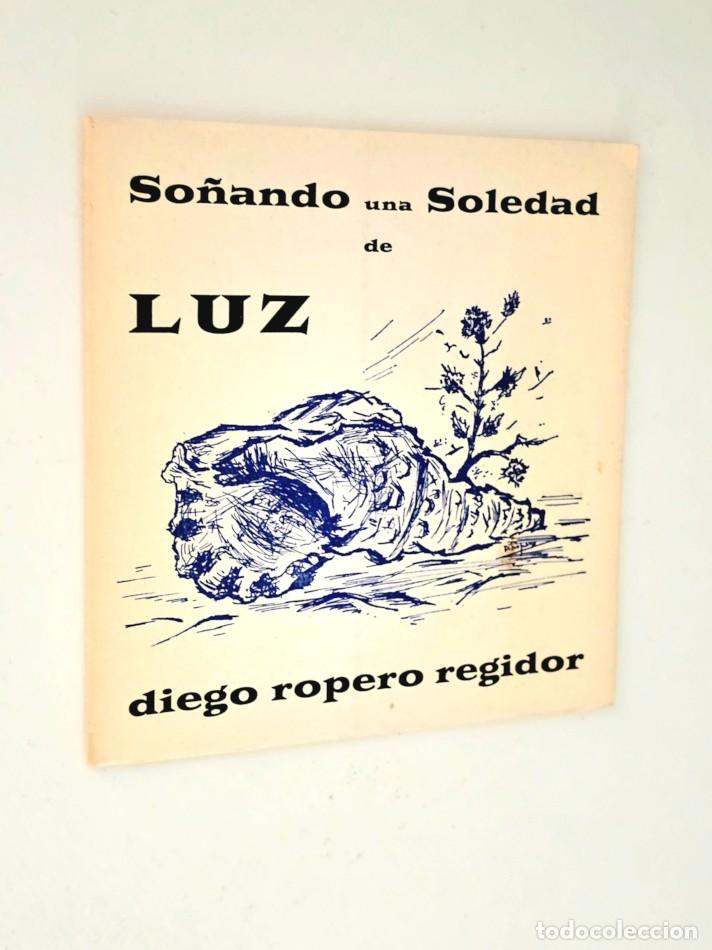 Soñando una Soledad
de
LUZ
diego ropero regidor
todocoleccion